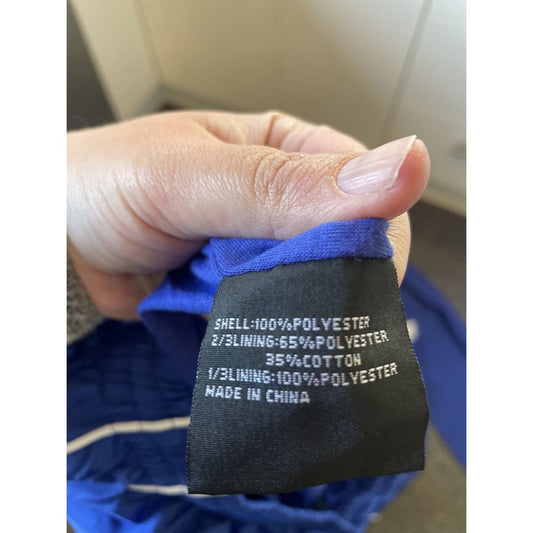 SHELL:100%POLYESTER
2/3LINING:65%POLYESTER
35%COTTON
1/3LINING:100%POLYESTER
MADE IN CHINA